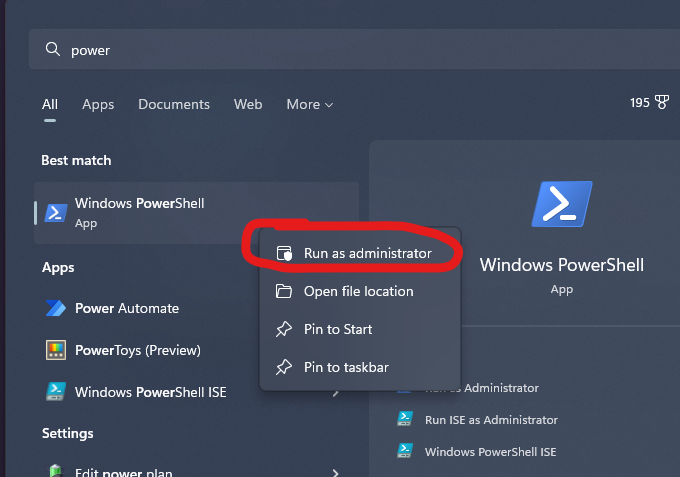 power
All Apps Documents Web More
195
Best match
Windows PowerShell
App
Run as administrator
Open file location
Pin to Start
Pin to taskbar
Apps
Power Automate
PowerToys (Preview)
Windows PowerShell ISE
Settings
Edit power plan
Windows PowerShell
App
Run as Administrator
Run ISE as Administrator
Windows PowerShell ISE